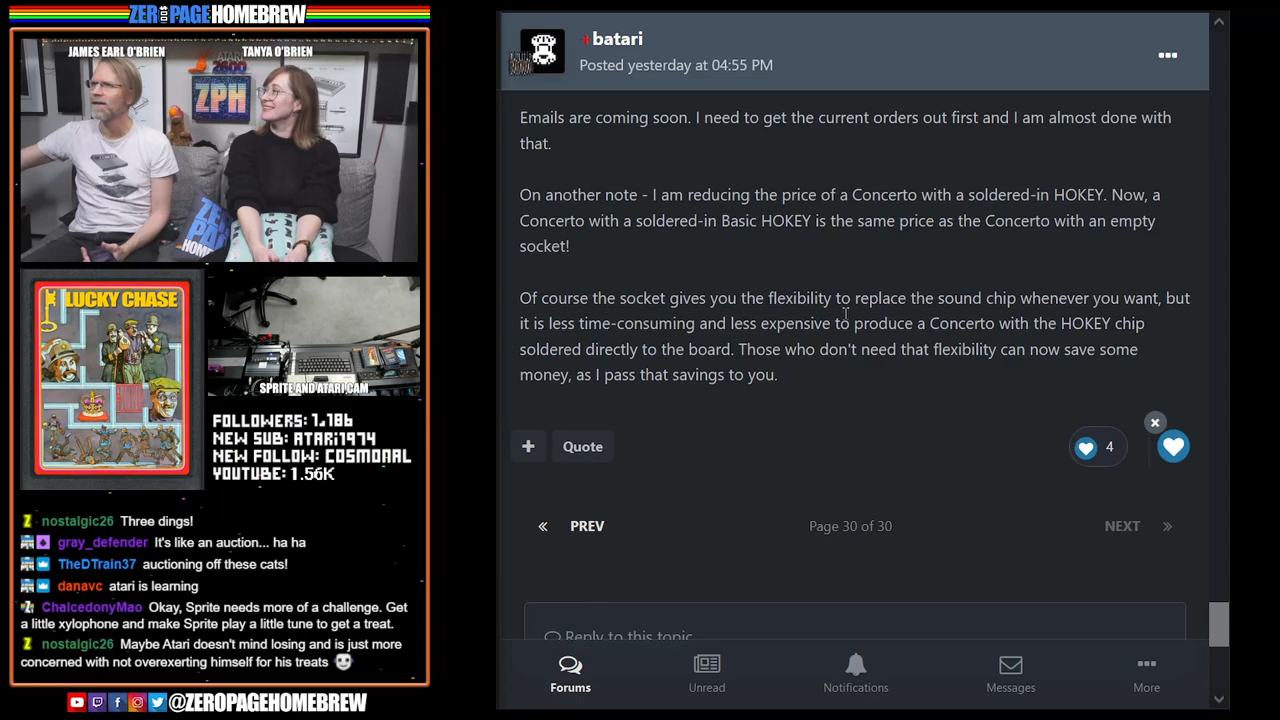 ZEROPAGEHOMEBREW
JAMES EARL O'BRIEN
TANYA O'BRIEN
ATARI
2600
ZPH
ZERO
PAGE
HOMEBREW
LUCKY CHASE
SPRITE AND ATARI CAM
FOLLOWERS: 1,186
NEW SUB: ATARI1974
NEW FOLLOW: COSMONAL
YOUTUBE: 1.56K
nostalgic26 Three dings!
gray_defender It's like an auction... ha ha
TheDTrain37 auctioning off these cats!
danavc atari is learning
ChalcedonyMao Okay, Sprite needs more of a challenge. Get
a little xylophone and make Sprite play a little tune to get a treat.
nostalgic26 Maybe Atari doesn't mind losing and is just more
concerned with not overexerting himself for his treats
@ZEROPAGEHOMEBREW
batari
Posted yesterday at 04:55 PM
Emails are coming soon. I need to get the current orders out first and I am almost done with
that.
On another note - I am reducing the price of a Concerto with a soldered-in HOKEY. Now, a
Concerto with a soldered-in Basic HOKEY is the same price as the Concerto with an empty
socket!
Of course the socket gives you the flexibility to replace the sound chip whenever you want, but
it is less time-consuming and less expensive to produce a Concerto with the HOKEY chip
soldered directly to the board. Those who don't need that flexibility can now save some
money, as I pass that savings to you.
+ Quote
4
« PREV
Page 30 of 30
NEXT »
Reply to this topic
Forums
Unread
Notifications
Messages
More